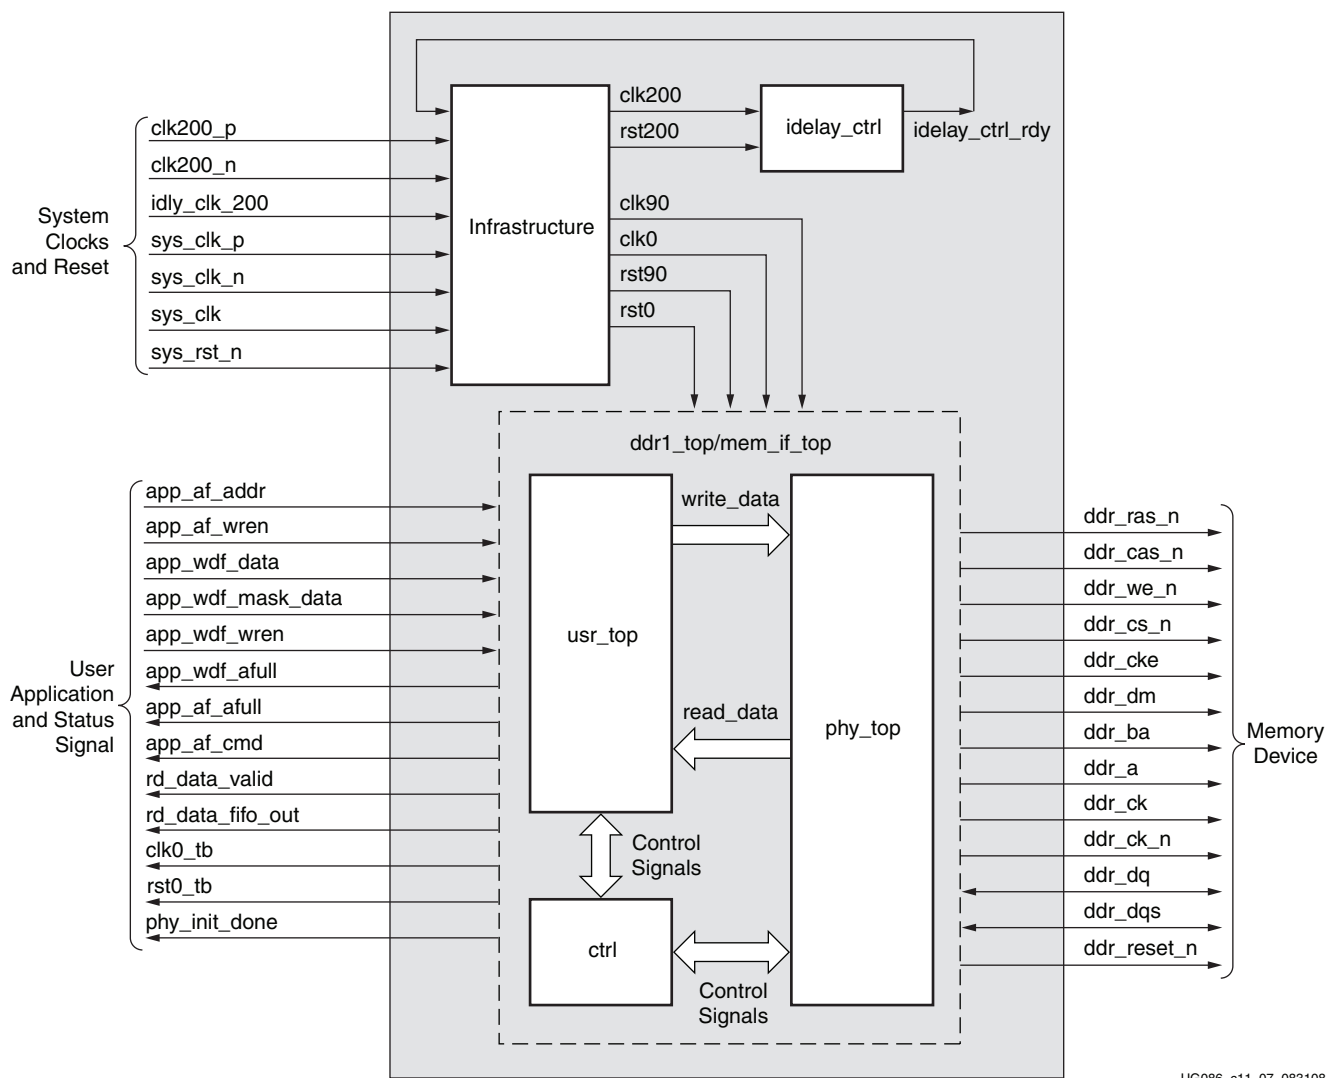 clk200
rst200
idelay_ctrl
idelay_ctrl_rdy
clk200_p
clk200_n
idly_clk_200
sys_clk_p
sys_clk_n
sys_clk
sys_rst_n
System
Clocks
and Reset
Infrastructure
clk90
clk0
rst90
rst0
ddr1_top/mem_if_top
app_af_addr
app_af_wren
app_wdf_data
app_wdf_mask_data
app_wdf_wren
app_wdf_afull
app_af_afull
app_af_cmd
rd_data_valid
rd_data_fifo_out
clk0_tb
rst0_tb
phy_init_done
User
Application
and Status
Signal
write_data
usr_top
read_data
phy_top
Control
Signals
ctrl
Control
Signals
ddr_ras_n
ddr_cas_n
ddr_we_n
ddr_cs_n
ddr_cke
ddr_dm
ddr_ba
ddr_a
ddr_ck
ddr_ck_n
ddr_dq
ddr_dqs
ddr_reset_n
Memory
Device
UG086_c11_07_083108